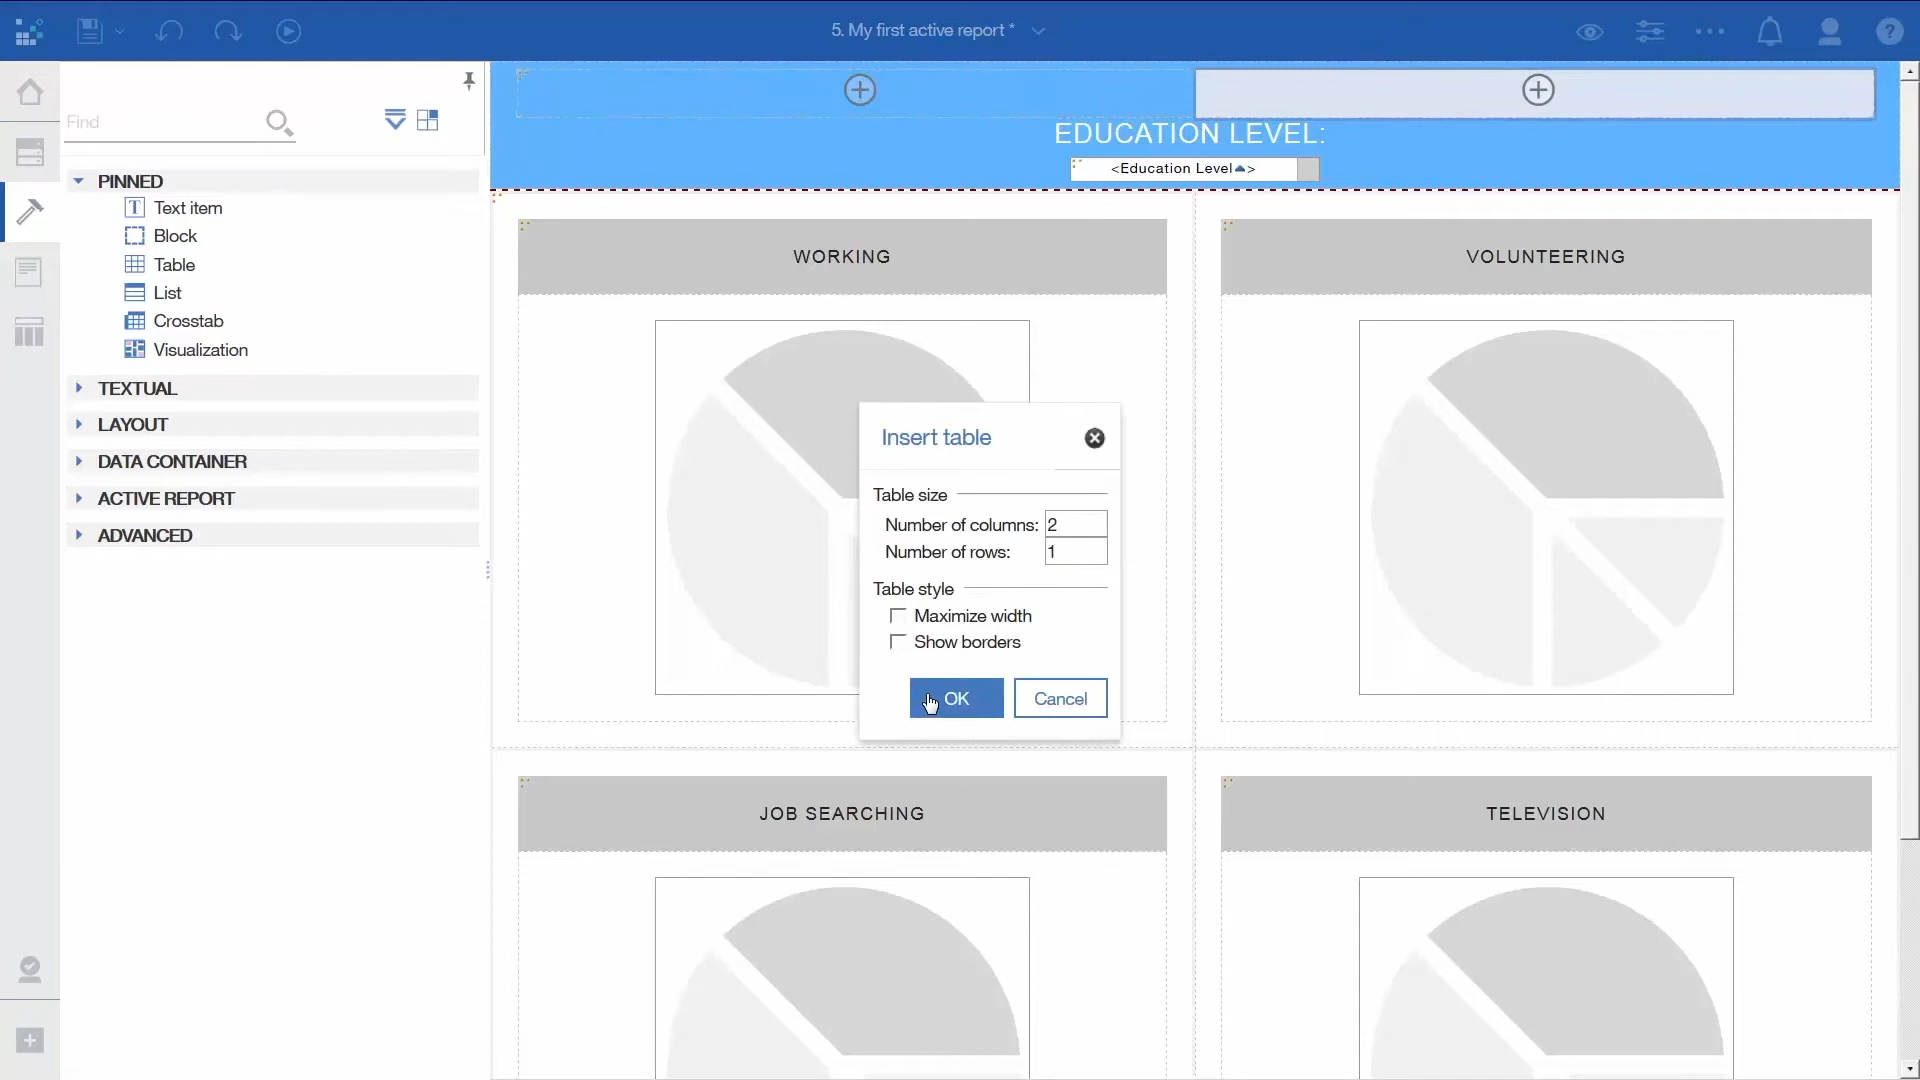 5. My first active report *
?
Find
PINNED
T Text item
Block
Table
List
Crosstab
Visualization
TEXTUAL
LAYOUT
DATA CONTAINER
ACTIVE REPORT
ADVANCED
EDUCATION LEVEL:
<Education Level>
WORKING
VOLUNTEERING
Insert table
Table size
Number of columns: 2
Number of rows: 1
Table style
Maximize width
Show borders
OK Cancel
JOB SEARCHING
TELEVISION